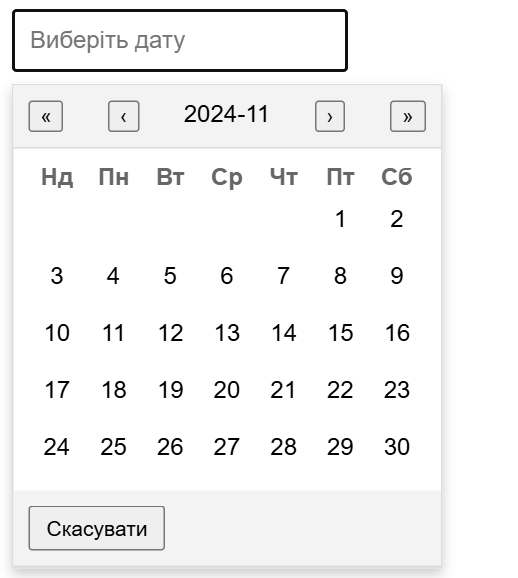 Виберіть дату
« ‹ 2024-11 › »
Нд Пн Вт Ср Чт Пт Сб
1 2
3 4 5 6 7 8 9
10 11 12 13 14 15 16
17 18 19 20 21 22 23
24 25 26 27 28 29 30
Скасувати